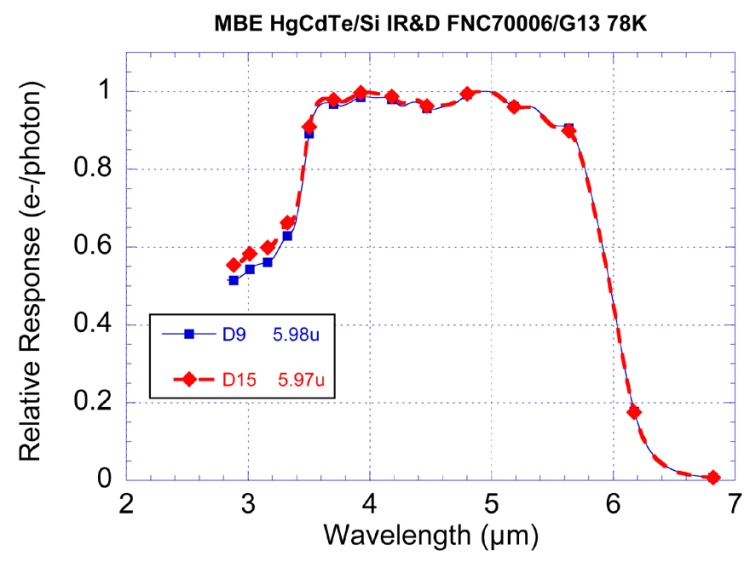 MBE HgCdTe/Si IR&D FNC70006/G13 78K
Relative Response (e-/photon)
1
0.8
0.6
0.4
0.2
0
D9 5.98u
D15 5.97u
2 3 4 5 6 7
Wavelength (μm)